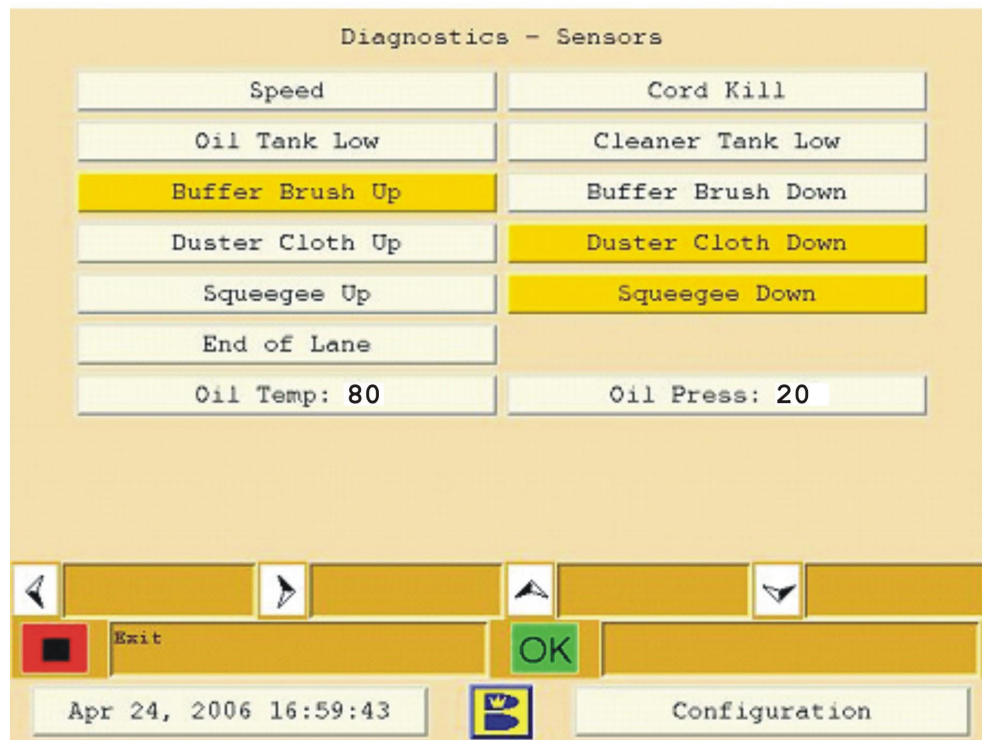 Diagnostics - Sensors
Speed
Cord Kill
Oil Tank Low
Cleaner Tank Low
Buffer Brush Up
Buffer Brush Down
Duster Cloth Up
Duster Cloth Down
Squeegee Up
Squeegee Down
End of Lane
Oil Temp: 80
Oil Press: 20
Exit
OK
Apr 24, 2006 16:59:43
Configuration